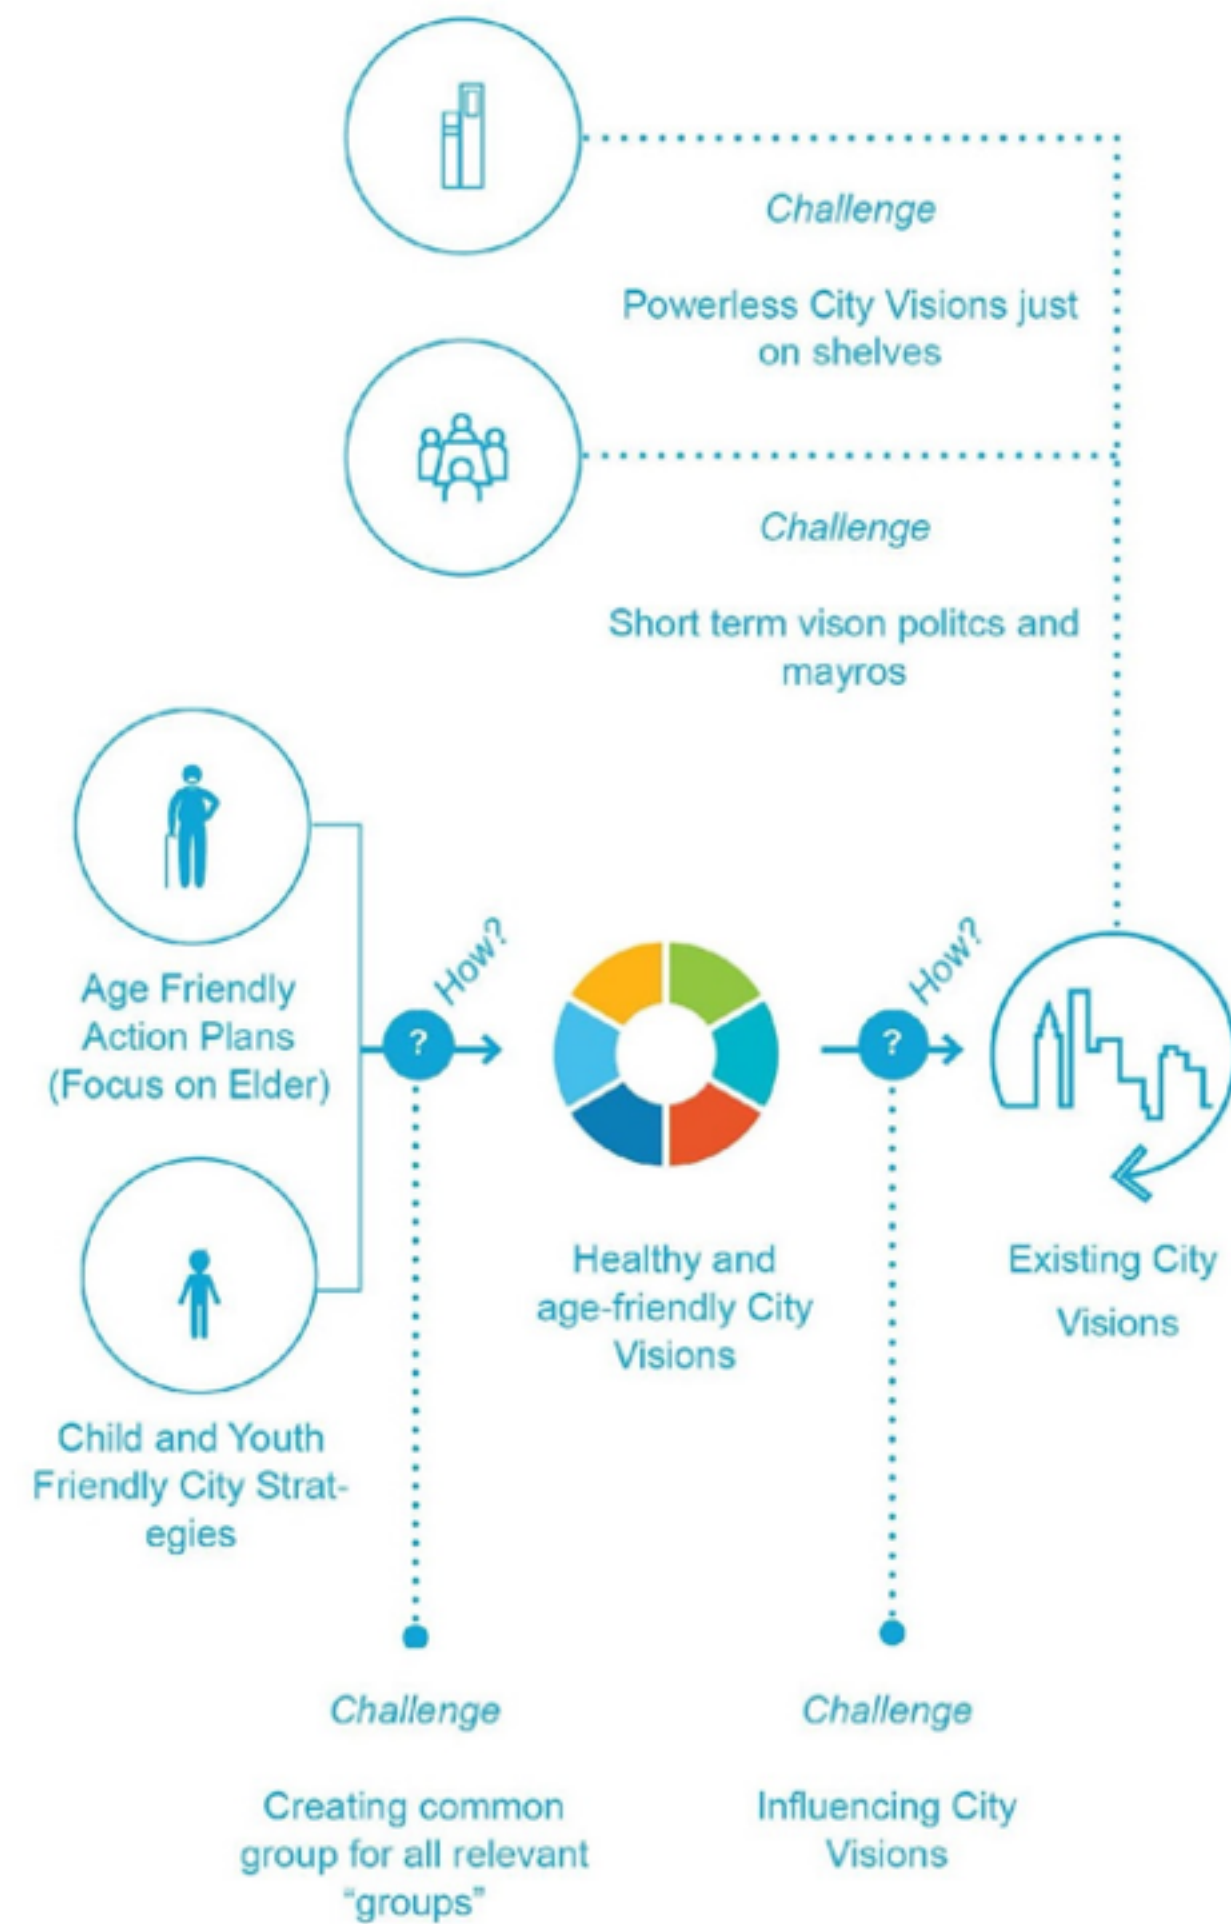 Challenge
Powerless City Visions just
on shelves
Challenge
Short term vison politcs and
mayros
Age Friendly
Action Plans
(Focus on Elder)
How?
?
How?
?
Healthy and
age-friendly City
Visions
Existing City
Visions
Child and Youth
Friendly City Strat-
egies
Challenge
Creating common
group for all relevant
“groups”
Challenge
Influencing City
Visions